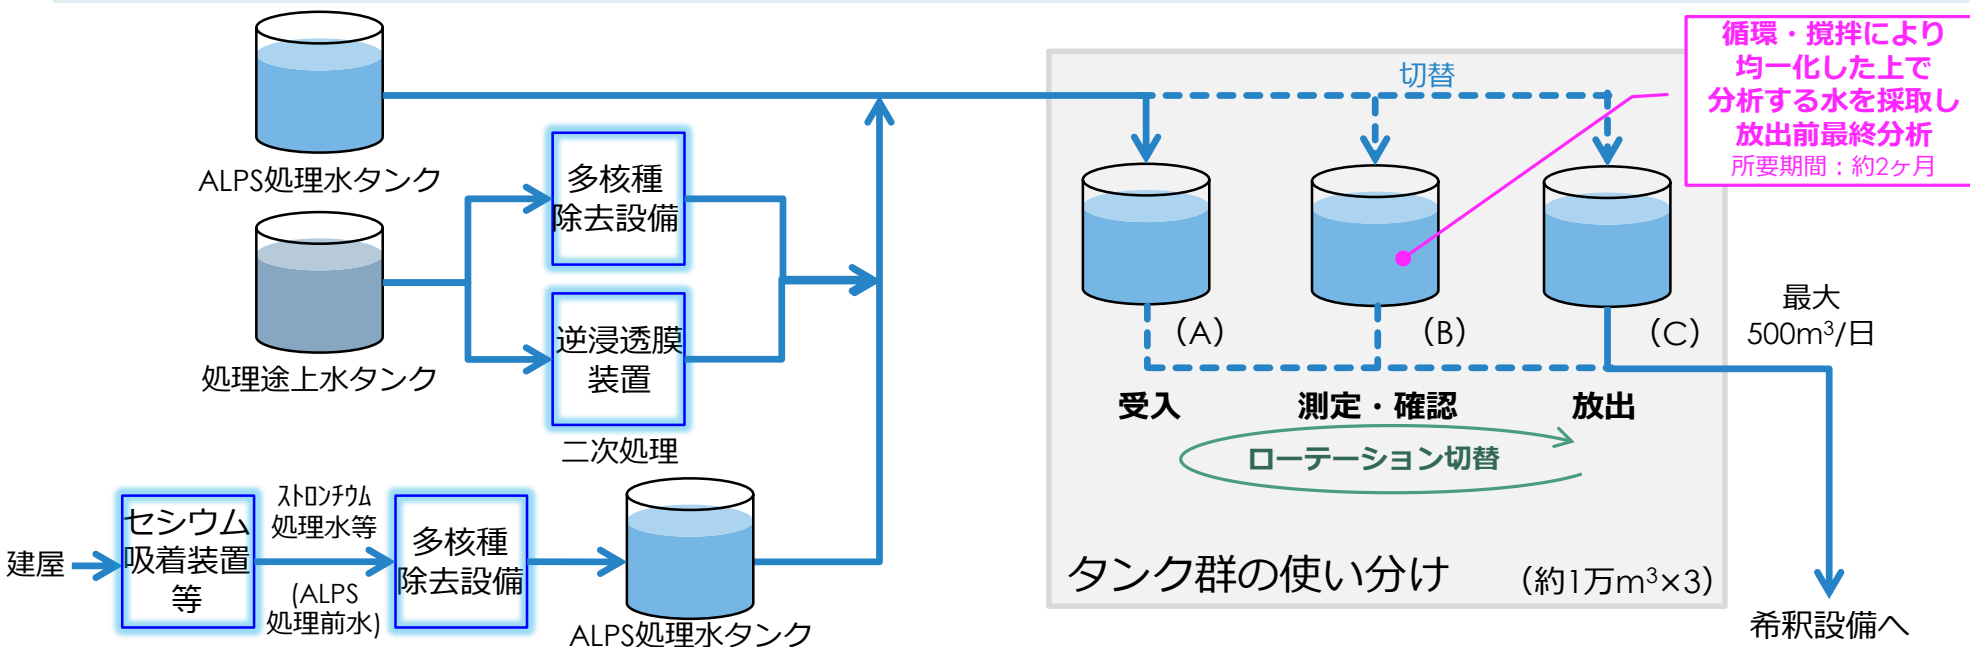 ALPS処理水タンク
処理途上水タンク
多核種
除去設備
逆浸透膜
装置
二次処理
建屋
セシウム
吸着装置
等
ストロンチウム
処理水等
(ALPS
処理前水)
多核種
除去設備
ALPS処理水タンク
切替
循環・撹拌により
均一化した上で
分析する水を採取し
放出前最終分析
所要期間：約2ヶ月
（A）
（B）
（C）
受入
測定・確認
放出
ローテーション切替
タンク群の使い分け
（約1万m³×3）
最大
500m³/日
希釈設備へ